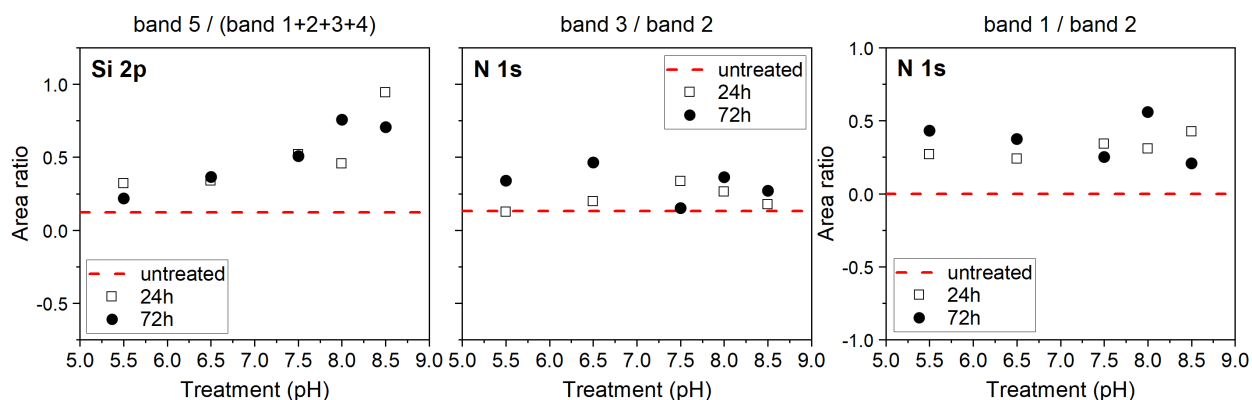 band 5 / (band 1+2+3+4)
Si 2p
1.0
0.5
0.0
-0.5
Area ratio
untreated
24h
72h
5.0 5.5 6.0 6.5 7.0 7.5 8.0 8.5 9.0
Treatment (pH)
band 3 / band 2
N 1s
untreated
24h
72h
5.0 5.5 6.0 6.5 7.0 7.5 8.0 8.5 9.0
Treatment (pH)
band 1 / band 2
N 1s
1.0
0.5
0.0
-0.5
-1.0
Area ratio
untreated
24h
72h
5.0 5.5 6.0 6.5 7.0 7.5 8.0 8.5 9.0
Treatment (pH)